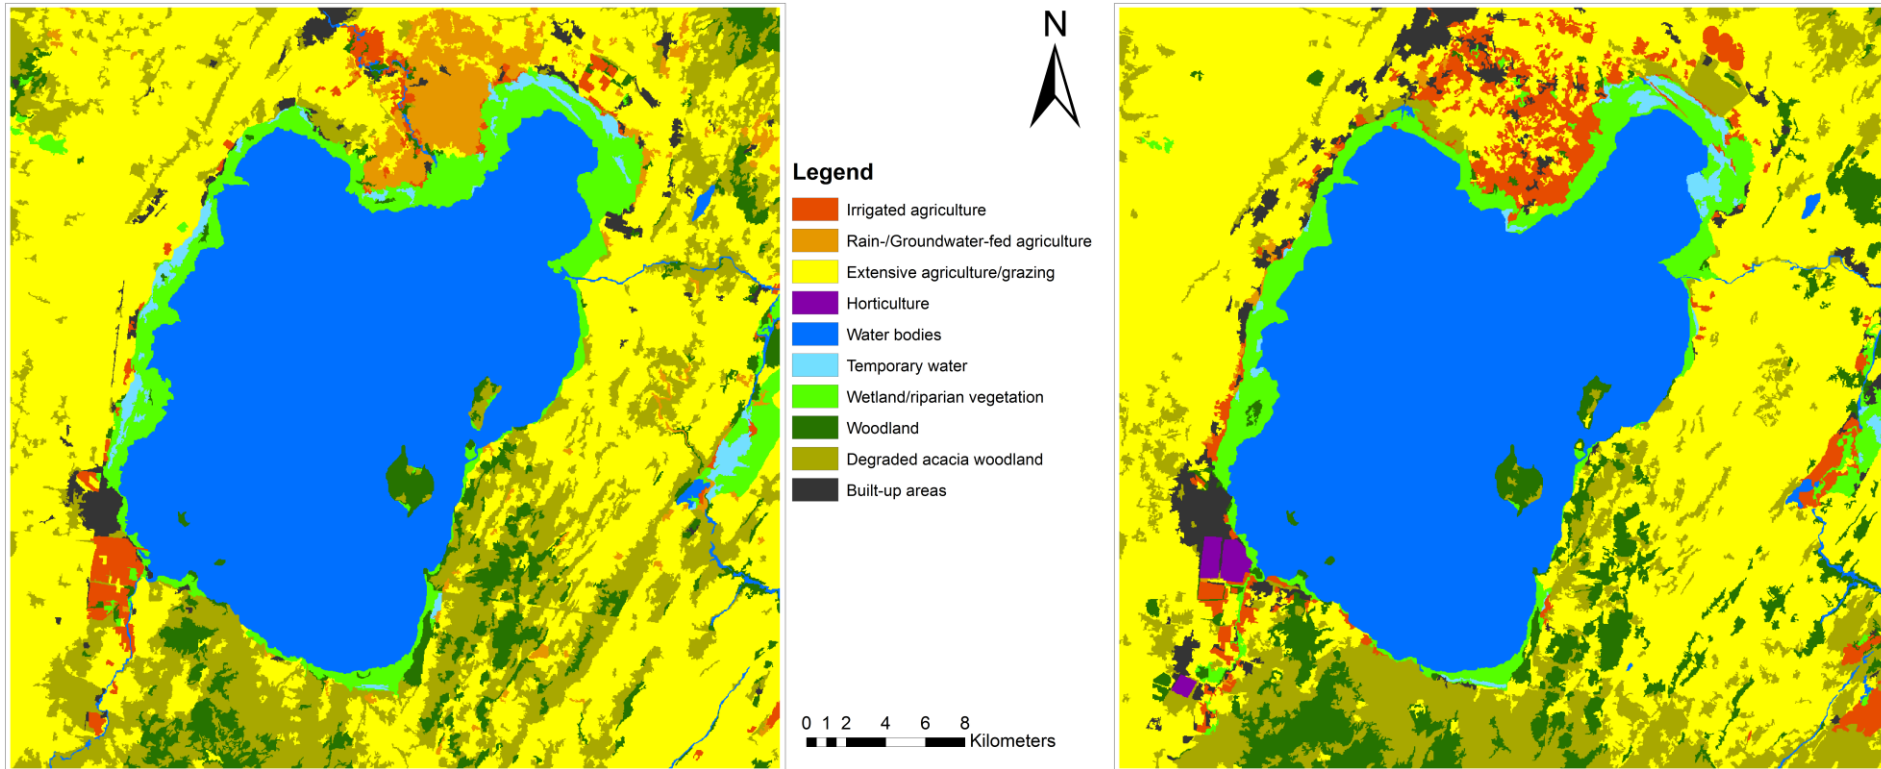 N
Legend
Irrigated agriculture
Rain-/Groundwater-fed agriculture
Extensive agriculture/grazing
Horticulture
Water bodies
Temporary water
Wetland/riparian vegetation
Woodland
Degraded acacia woodland
Built-up areas
0 1 2 4 6 8
Kilometers